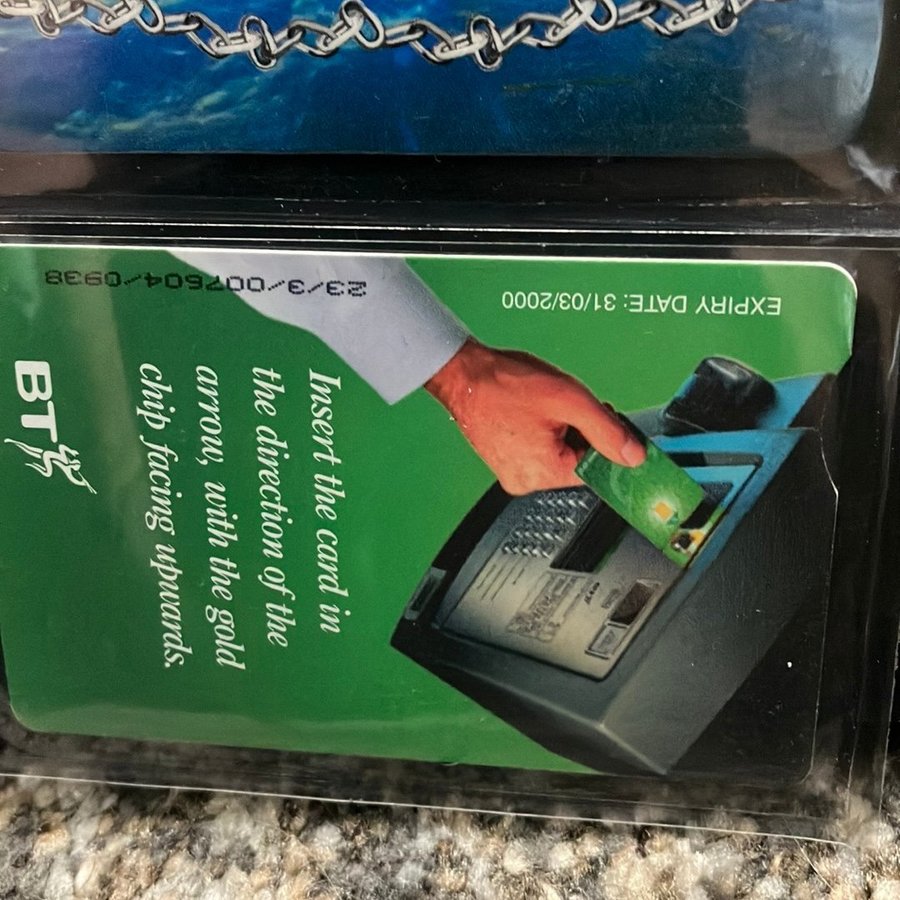 Insert the card in
the direction of the
arrow, with the gold
chip facing upwards.
BT
EXPIRY DATE: 31/03/2000
23/3/007604/0938